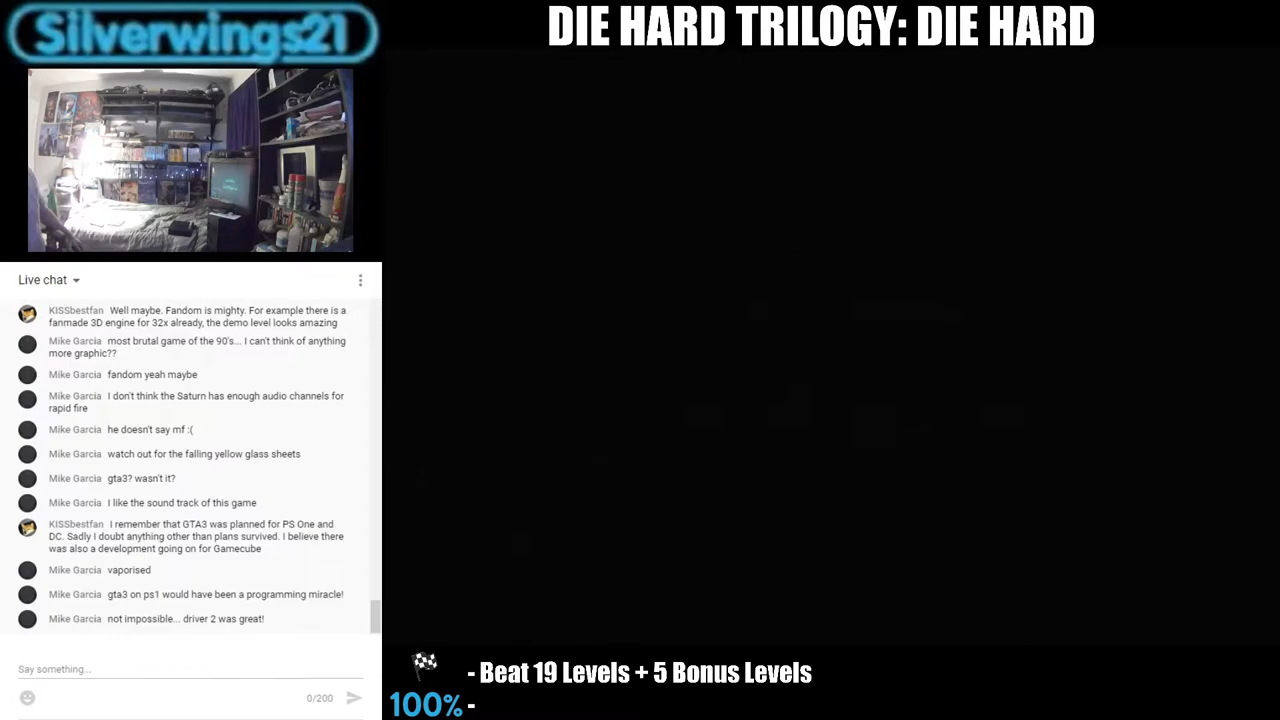 Silverwings21
DIE HARD TRILOGY: DIE HARD
Live chat
KISSbestfan Well maybe. Fandom is mighty. For example there is a
fanmade 3D engine for 32x already, the demo level looks amazing
Mike Garcia most brutal game of the 90's... I can't think of anything
more graphic??
Mike Garcia fandom yeah maybe
Mike Garcia I don't think the Saturn has enough audio channels for
rapid fire
Mike Garcia he doesn't say mf :(
Mike Garcia watch out for the falling yellow glass sheets
Mike Garcia gta3? wasn't it?
Mike Garcia I like the sound track of this game
KISSbestfan I remember that GTA3 was planned for PS One and
DC. Sadly I doubt anything other than plans survived. I believe there
was also a development going on for Gamecube
Mike Garcia vaporised
Mike Garcia gta3 on ps1 would have been a programming miracle!
Mike Garcia not impossible... driver 2 was great!
Say something...
0/200
- Beat 19 Levels + 5 Bonus Levels
100% -